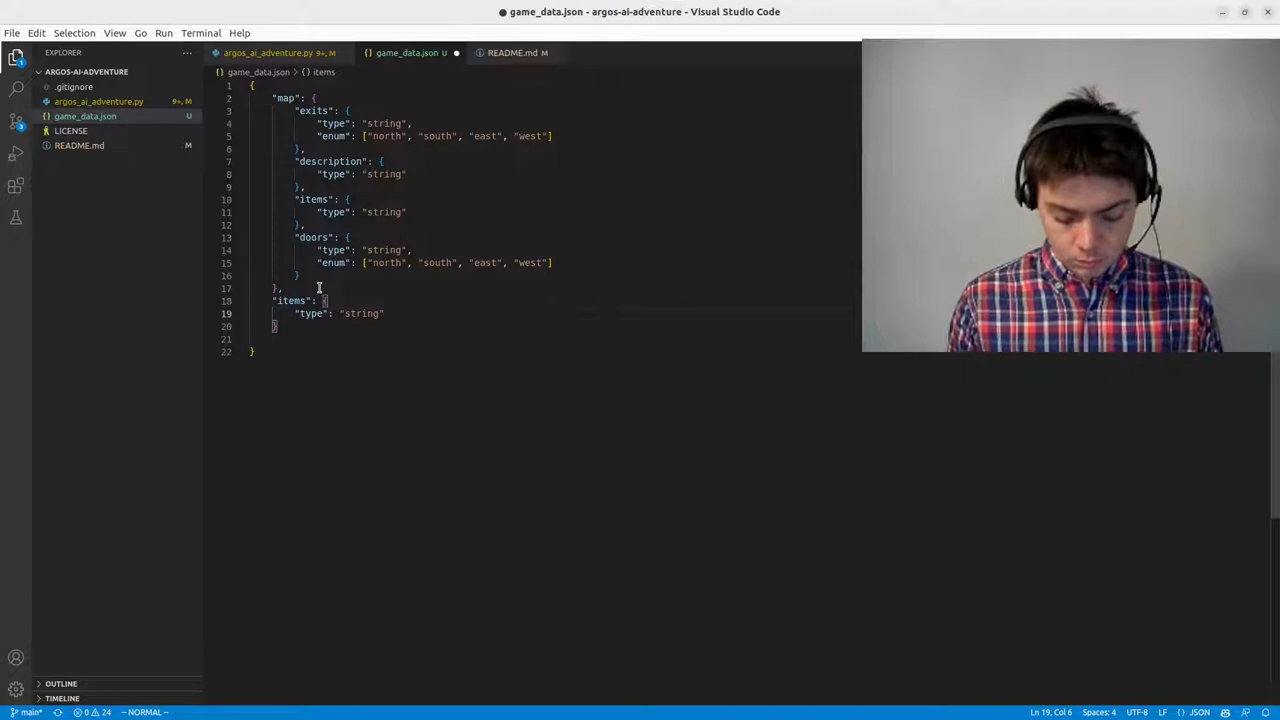 game_data.json - argos-ai-adventure - Visual Studio Code
File Edit Selection View Go Run Terminal Help
EXPLORER
ARGOS-AI-ADVENTURE
.gitignore
argos_ai_adventure.py 9+, M
game_data.json U
LICENSE
README.md M
argos_ai_adventure.py 9+, M game_data.json U README.md M
game_data.json > {} items
1 {
2 "map": {
3 "exits": {
4 "type": "string",
5 "enum": ["north", "south", "east", "west"]
6 },
7 "description": {
8 "type": "string"
9 },
10 "items": {
11 "type": "string"
12 },
13 "doors": {
14 "type": "string",
15 "enum": ["north", "south", "east", "west"]
16 }
17 },
18 "items": {
19 "type": "string"
20 }
21
22 }
OUTLINE
TIMELINE
main* 0 24 -- NORMAL -- Ln 19, Col 6 Spaces: 4 UTF-8 LF {} JSON
1
3